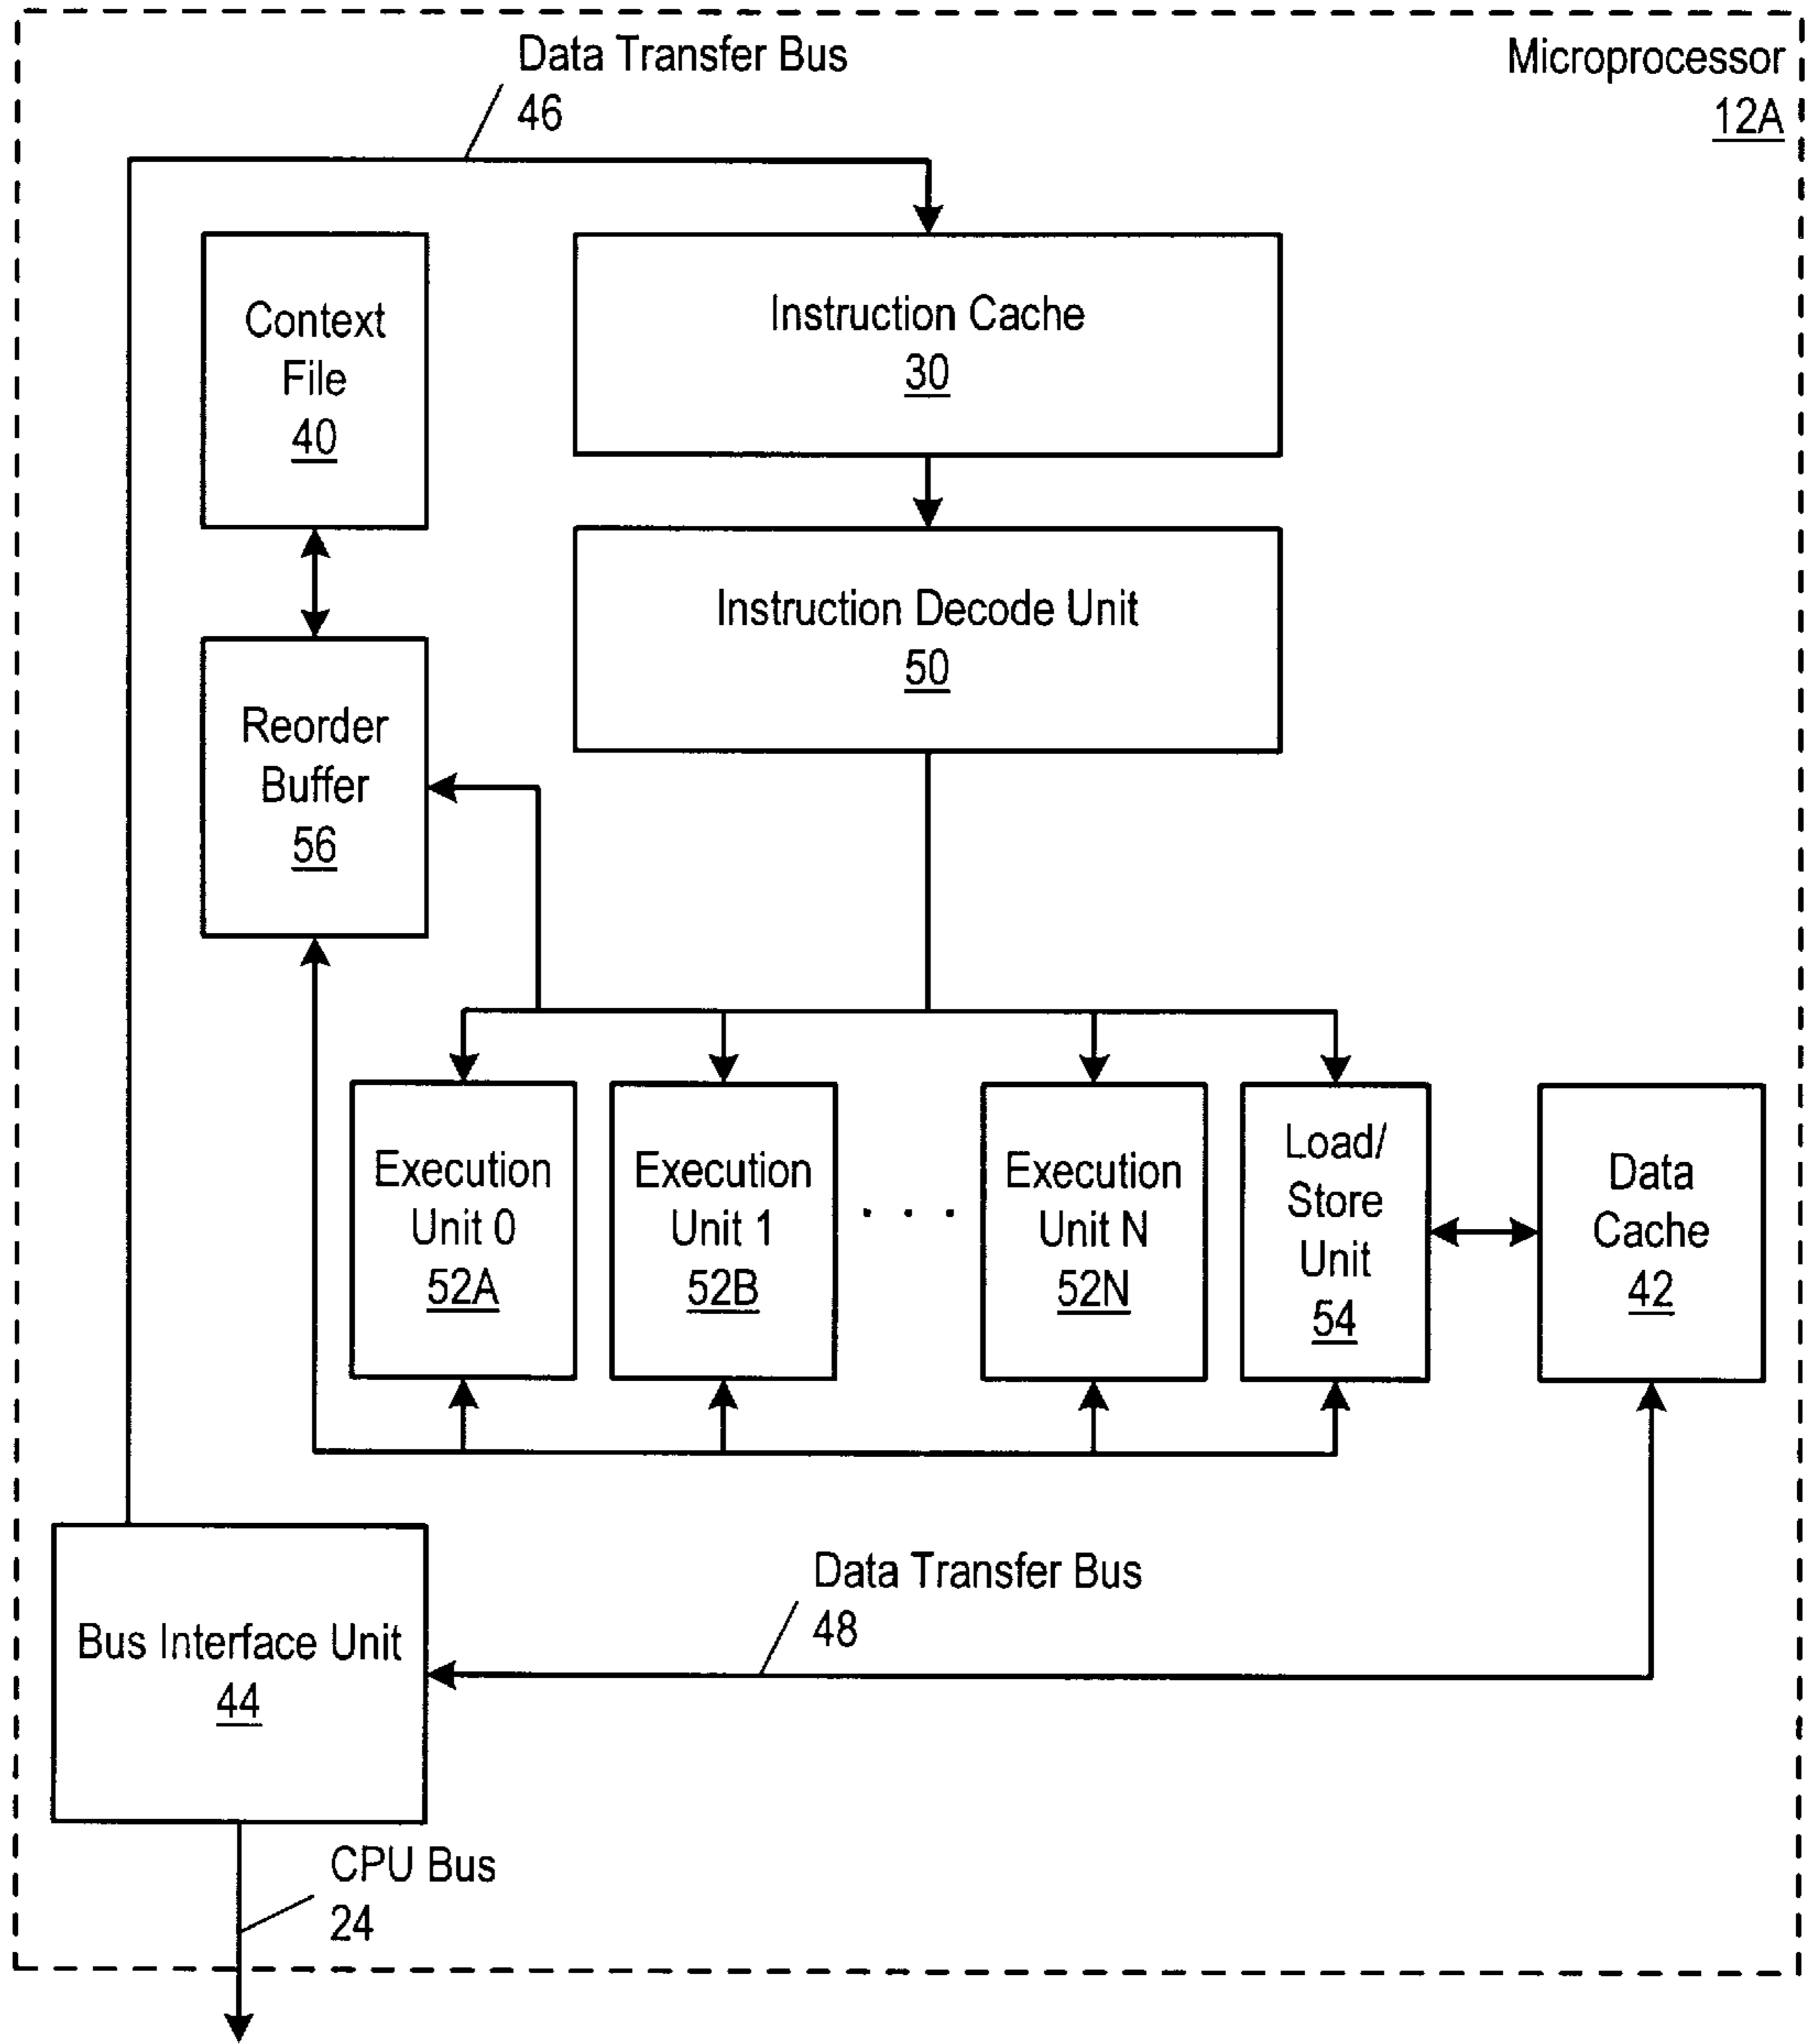 Data Transfer Bus
46
Microprocessor
12A
Context
File
40
Instruction Cache
30
Instruction Decode Unit
50
Reorder
Buffer
56
Execution
Unit 0
52A
Execution
Unit 1
52B
. . .
Execution
Unit N
52N
Load/
Store
Unit
54
Data
Cache
42
Bus Interface Unit
44
Data Transfer Bus
48
CPU Bus
24